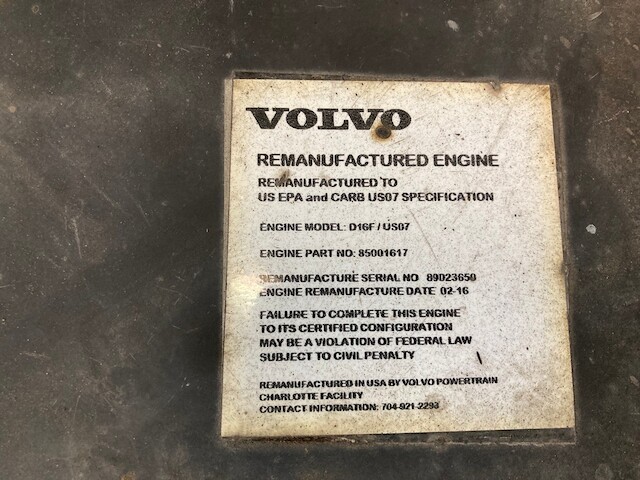 VOLVO
REMANUFACTURED ENGINE
REMANUFACTURED TO
US EPA and CARB US07 SPECIFICATION
ENGINE MODEL: D16F / US07
ENGINE PART NO: 85001617
REMANUFACTURE SERIAL NO 89023650
ENGINE REMANUFACTURE DATE 02-16
FAILURE TO COMPLETE THIS ENGINE
TO ITS CERTIFIED CONFIGURATION
MAY BE A VIOLATION OF FEDERAL LAW
SUBJECT TO CIVIL PENALTY
REMANUFACTURED IN USA BY VOLVO POWERTRAIN
CHARLOTTE FACILITY
CONTACT INFORMATION: 704-921-2293